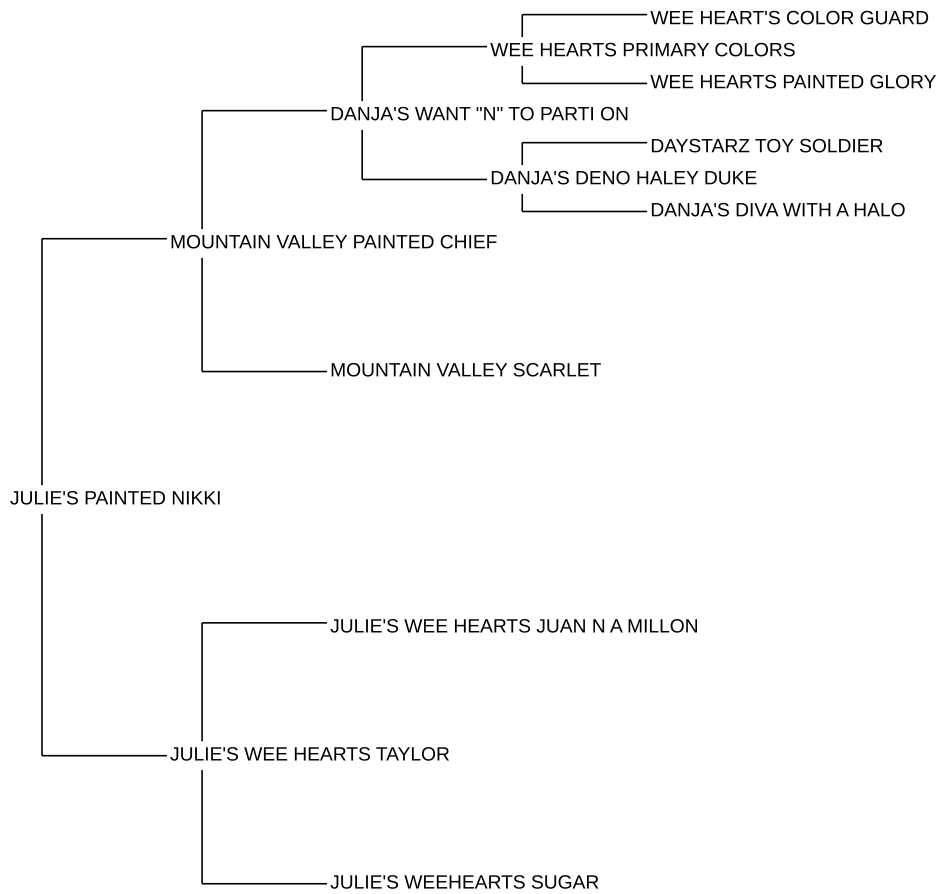 WEE HEART'S COLOR GUARD
WEE HEARTS PRIMARY COLORS
WEE HEARTS PAINTED GLORY
DANJA'S WANT "N" TO PARTI ON
DAYSTARZ TOY SOLDIER
DANJA'S DENO HALEY DUKE
DANJA'S DIVA WITH A HALO
MOUNTAIN VALLEY PAINTED CHIEF
MOUNTAIN VALLEY SCARLET
JULIE'S PAINTED NIKKI
JULIE'S WEE HEARTS JUAN N A MILLON
JULIE'S WEE HEARTS TAYLOR
JULIE'S WEEHEARTS SUGAR